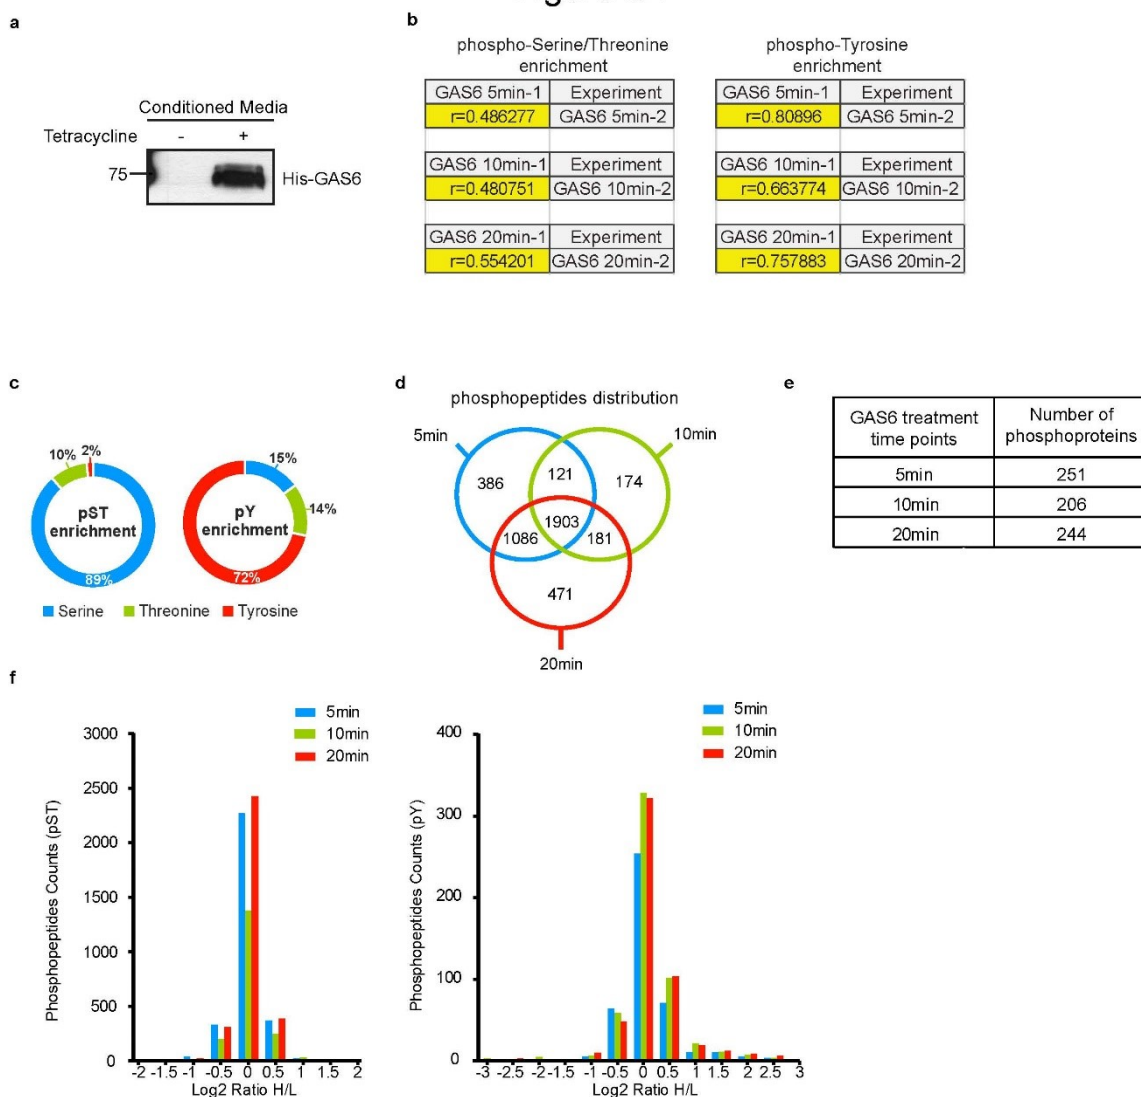 a
Conditioned Media
Tetracycline - +
75
His-GAS6
b
phospho-Serine/Threonine
enrichment
GAS6 5min-1 Experiment
r=0.486277 GAS6 5min-2
GAS6 10min-1 Experiment
r=0.480751 GAS6 10min-2
GAS6 20min-1 Experiment
r=0.554201 GAS6 20min-2
phospho-Tyrosine
enrichment
GAS6 5min-1 Experiment
r=0.80896 GAS6 5min-2
GAS6 10min-1 Experiment
r=0.663774 GAS6 10min-2
GAS6 20min-1 Experiment
r=0.757883 GAS6 20min-2
c
10% 2%
pST
enrichment
89%
15%
14%
pY
enrichment
72%
Serine Threonine Tyrosine
d
phosphopeptides distribution
5min
10min
386 121 174
1903
1086 181
471
20min
e
GAS6 treatment
time points
Number of
phosphoproteins
5min 251
10min 206
20min 244
f
5min
10min
20min
Phosphopeptides Counts (pST)
3000
2500
2000
1500
1000
500
0
-2 -1.5 -1 -0.5 0 0.5 1 1.5 2
Log2 Ratio H/L
5min
10min
20min
Phosphopeptides Counts (pY)
400
300
200
100
0
-3 -2.5 -2 -1.5 -1 -0.5 0 0.5 1 1.5 2 2.5 3
Log2 Ratio H/L